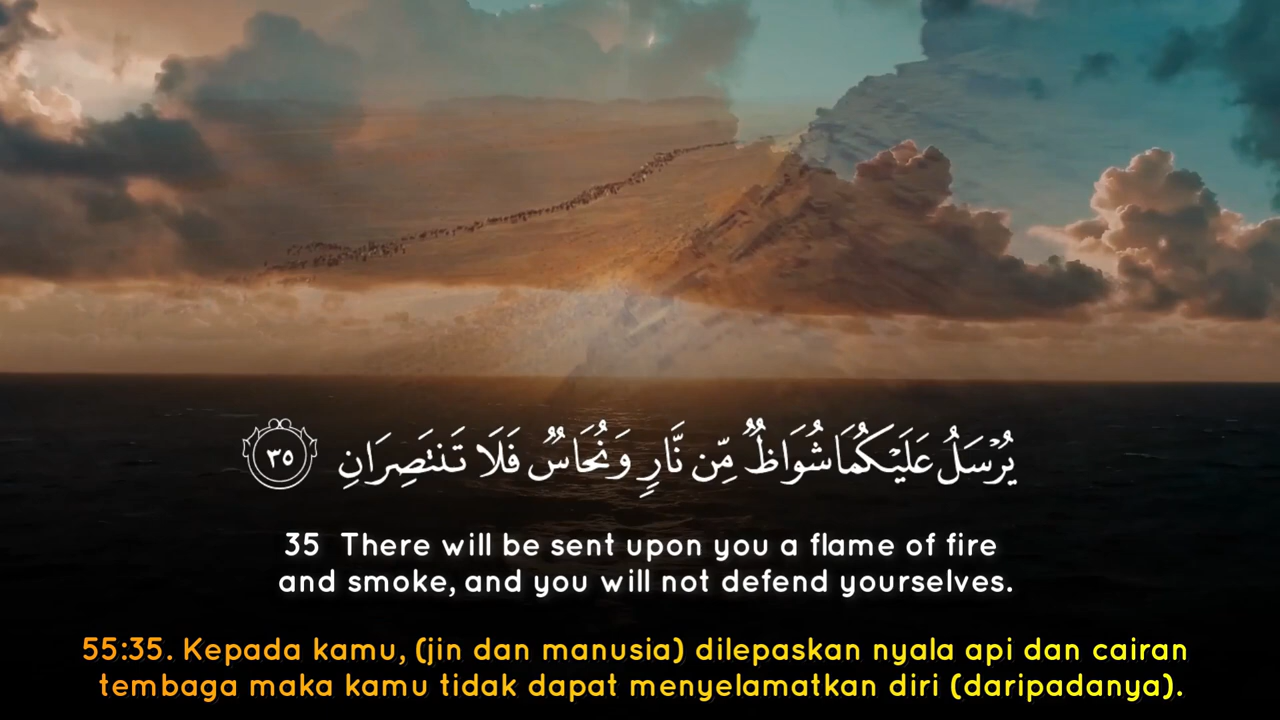 يُرْسَلُ عَلَيْكُمَا شُوَاظٌ مِّن نَّارٍ وَنُحَاسٌ فَلَا تَنتَصِرَانِ ٣٥
35 There will be sent upon you a flame of fire
and smoke, and you will not defend yourselves.
55:35. Kepada kamu, (jin dan manusia) dilepaskan nyala api dan cairan
tembaga maka kamu tidak dapat menyelamatkan diri (daripadanya).